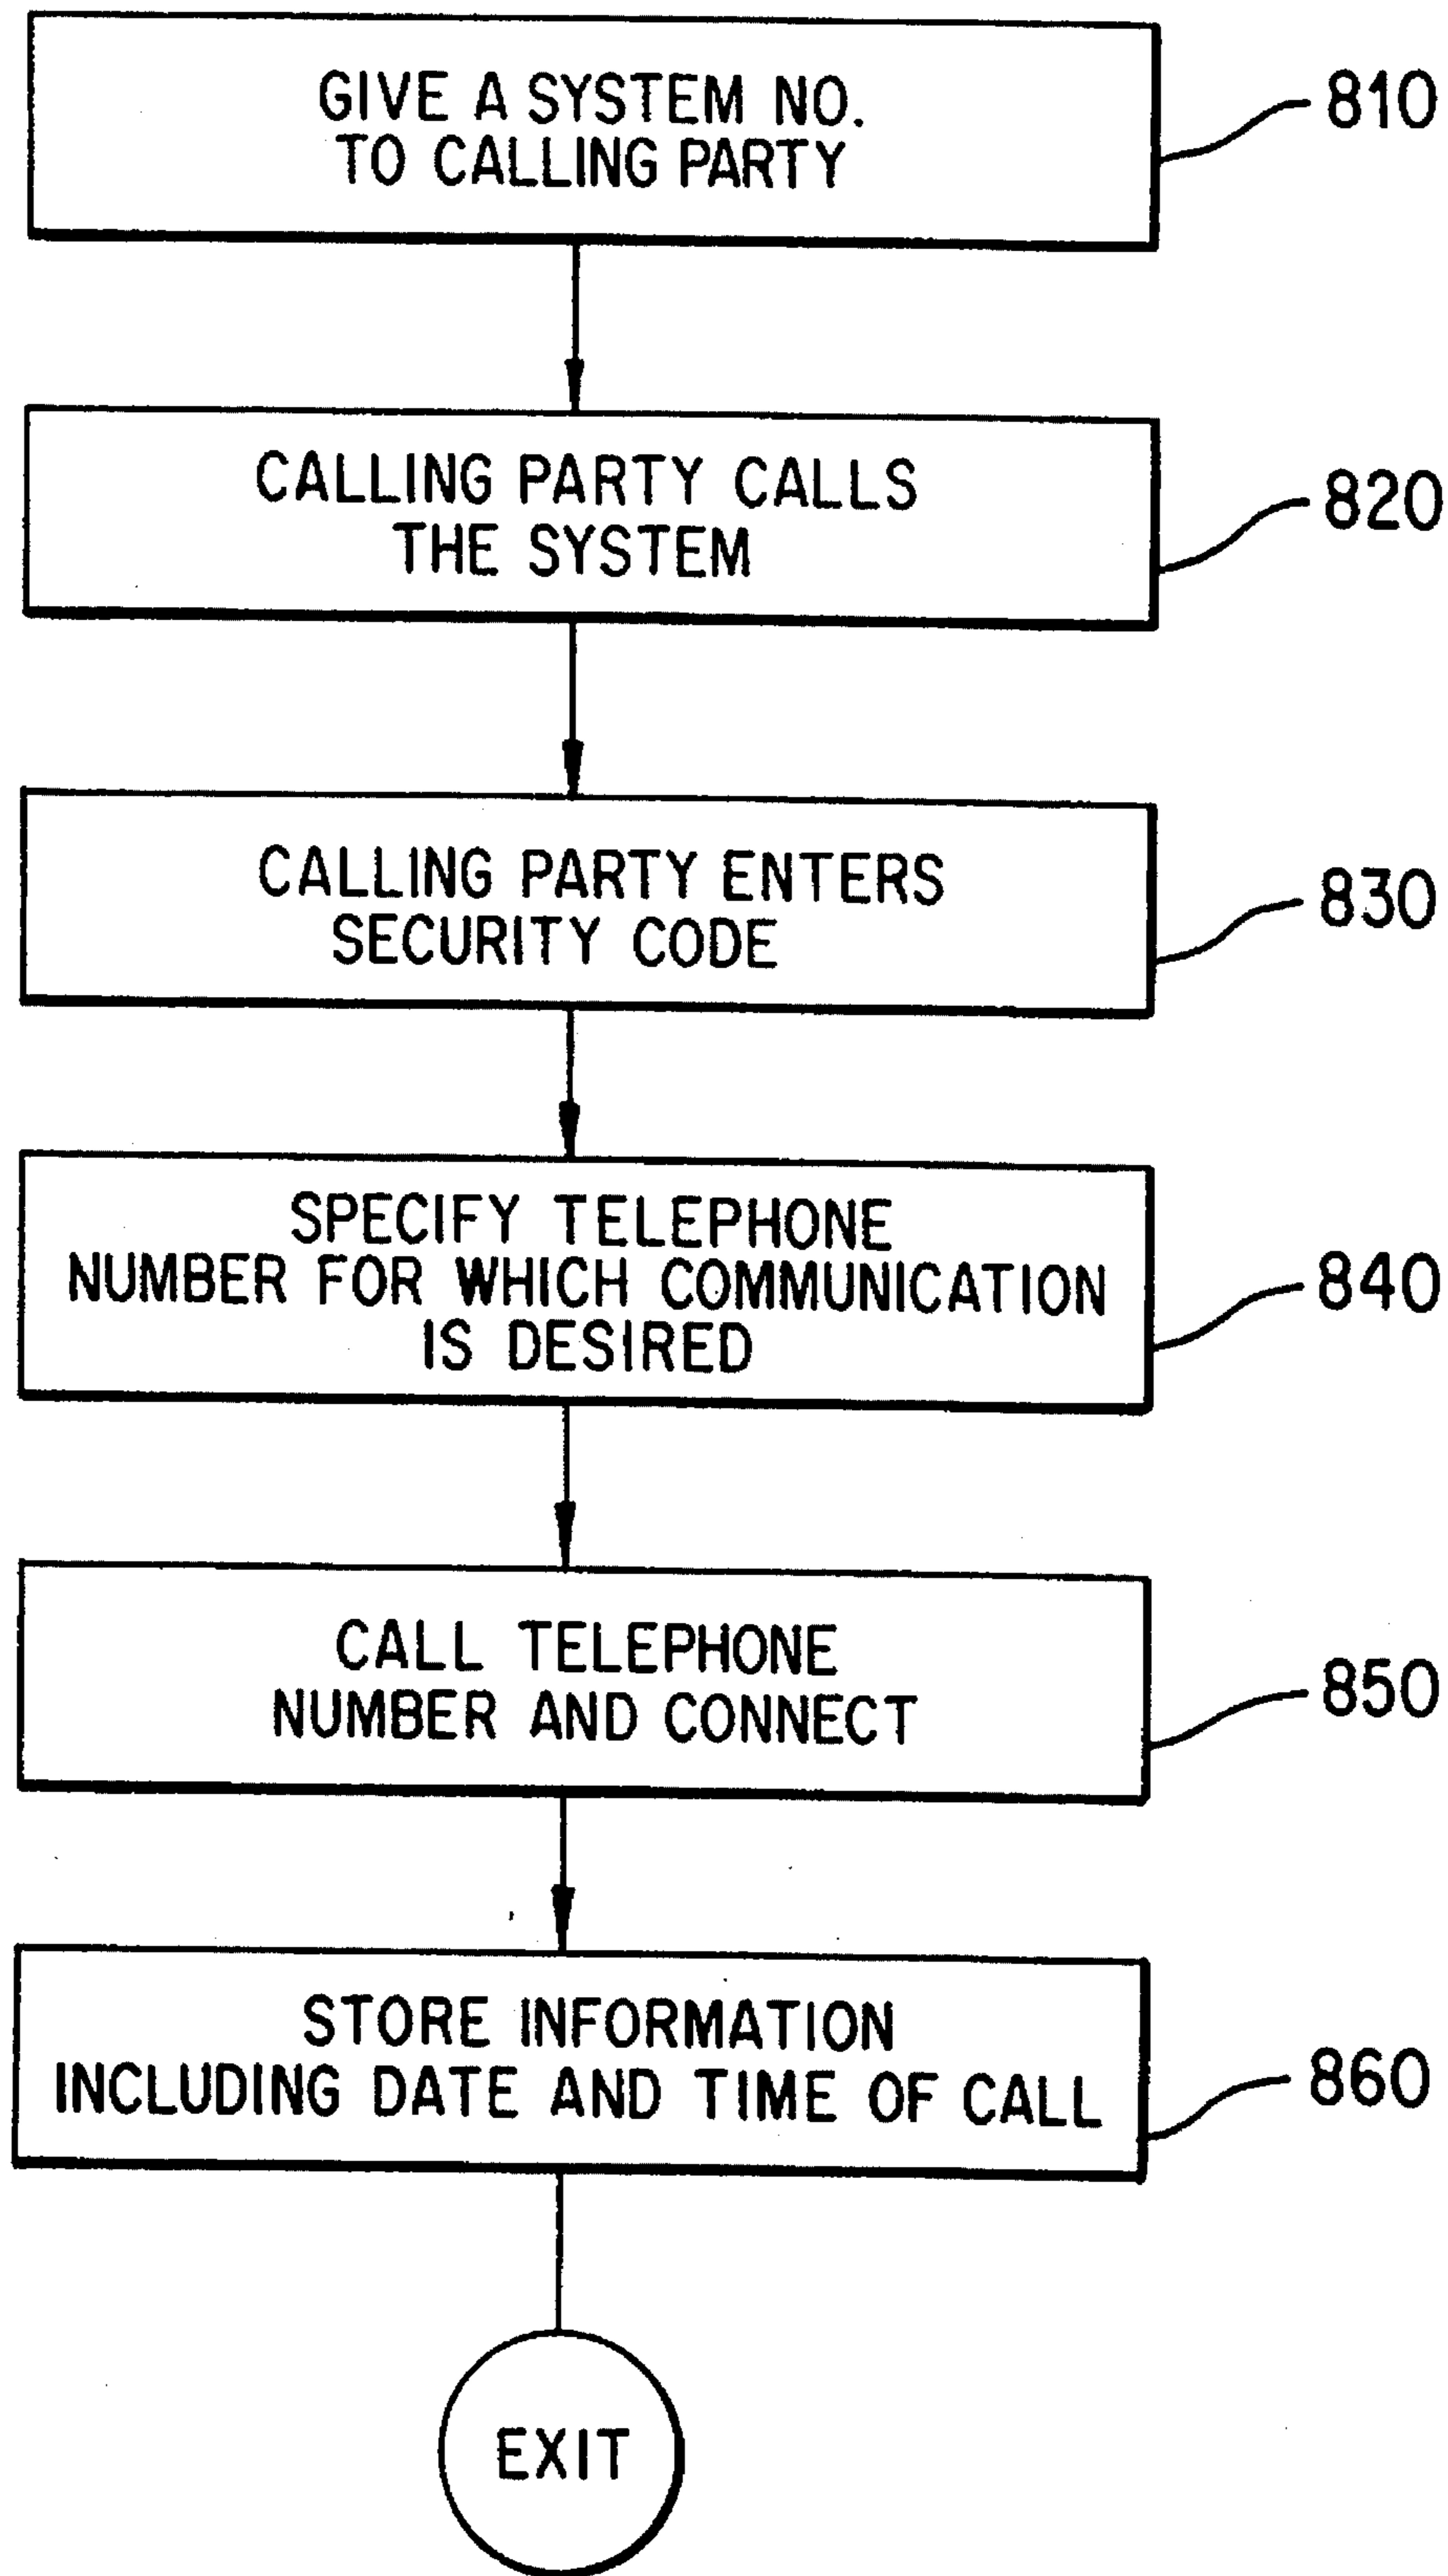 GIVE A SYSTEM NO.
TO CALLING PARTY
810
CALLING PARTY CALLS
THE SYSTEM
820
CALLING PARTY ENTERS
SECURITY CODE
830
SPECIFY TELEPHONE
NUMBER FOR WHICH COMMUNICATION
IS DESIRED
840
CALL TELEPHONE
NUMBER AND CONNECT
850
STORE INFORMATION
INCLUDING DATE AND TIME OF CALL
860
EXIT